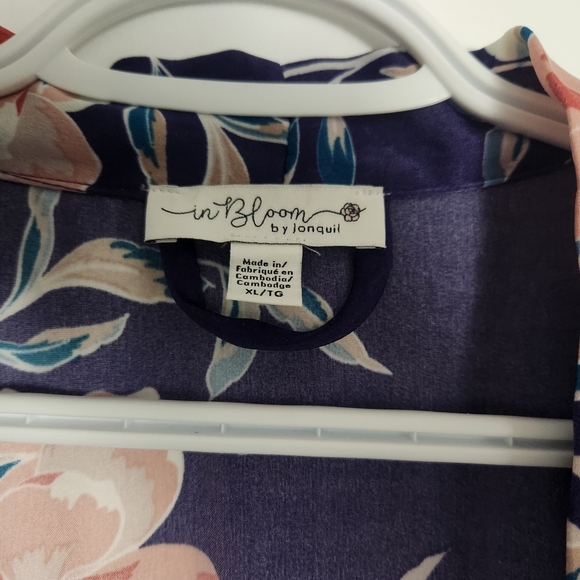 in Bloom
by jonquil
Made in/
Fabriqué en
Cambodia/
Cambodge
XL/TG